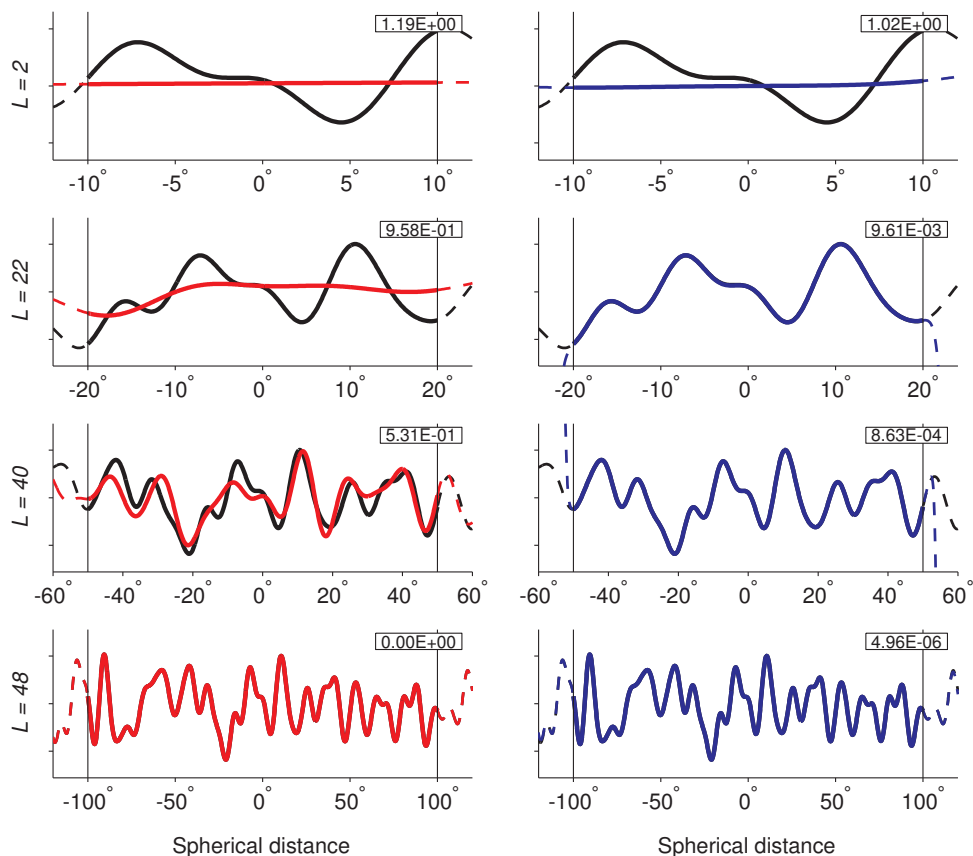 1.19E+00 1.02E+00
L = 2
-10° -5° 0° 5° 10° -10° -5° 0° 5° 10°
9.58E-01 9.61E-03
L = 22
-20° -10° 0° 10° 20° -20° -10° 0° 10° 20°
5.31E-01 8.63E-04
L = 40
-60° -40° -20° 0° 20° 40° 60° -60° -40° -20° 0° 20° 40° 60°
0.00E+00 4.96E-06
L = 48
-100° -50° 0° 50° 100° -100° -50° 0° 50° 100°
Spherical distance Spherical distance